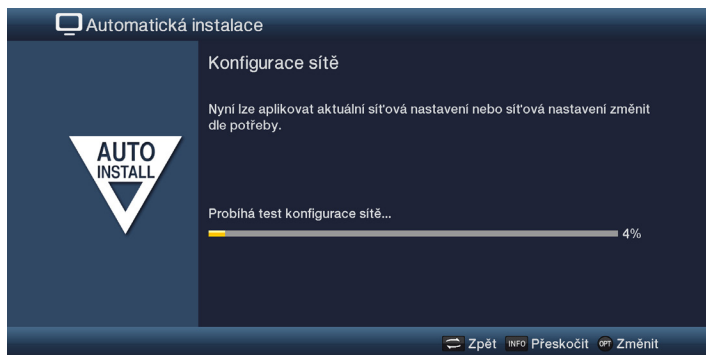 Automatická instalace
Konfigurace sítě
Nyní lze aplikovat aktuální síťová nastavení nebo síťová nastavení změnit
dle potřeby.
AUTO
INSTALL
Probíhá test konfigurace sítě...
4%
Zpět INFO Přeskočit OPT Změnit